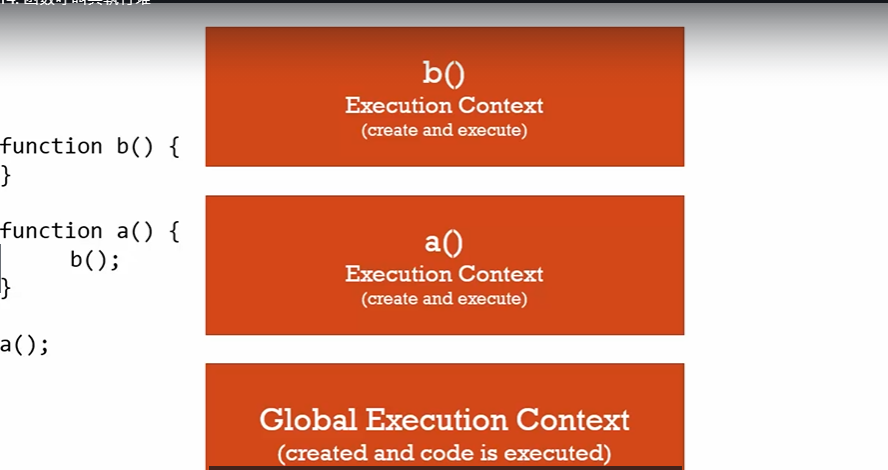 function b() {
}
function a() {
b();
}
a();
b()
Execution Context
(create and execute)
a()
Execution Context
(create and execute)
Global Execution Context
(created and code is executed)